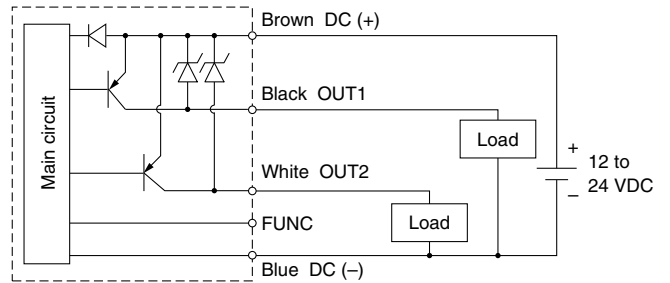 Brown DC (+)
Main circuit
Black OUT1
Load
+
12 to
24 VDC
–
White OUT2
Load
FUNC
Blue DC (–)